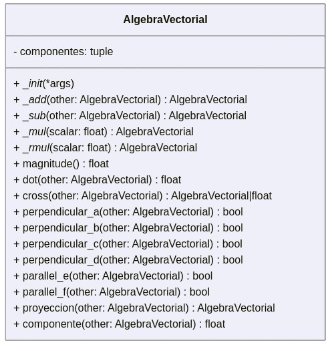 AlgebraVectorial
- componentes: tuple
+ _init(*args)
+ _add(other: AlgebraVectorial) : AlgebraVectorial
+ _sub(other: AlgebraVectorial) : AlgebraVectorial
+ _mul(scalar: float) : AlgebraVectorial
+ _rmul(scalar: float) : AlgebraVectorial
+ magnitude() : float
+ dot(other: AlgebraVectorial) : float
+ cross(other: AlgebraVectorial) : AlgebraVectorial|float
+ perpendicular_a(other: AlgebraVectorial) : bool
+ perpendicular_b(other: AlgebraVectorial) : bool
+ perpendicular_c(other: AlgebraVectorial) : bool
+ perpendicular_d(other: AlgebraVectorial) : bool
+ parallel_e(other: AlgebraVectorial) : bool
+ parallel_f(other: AlgebraVectorial) : bool
+ proyeccion(other: AlgebraVectorial) : AlgebraVectorial
+ componente(other: AlgebraVectorial) : float